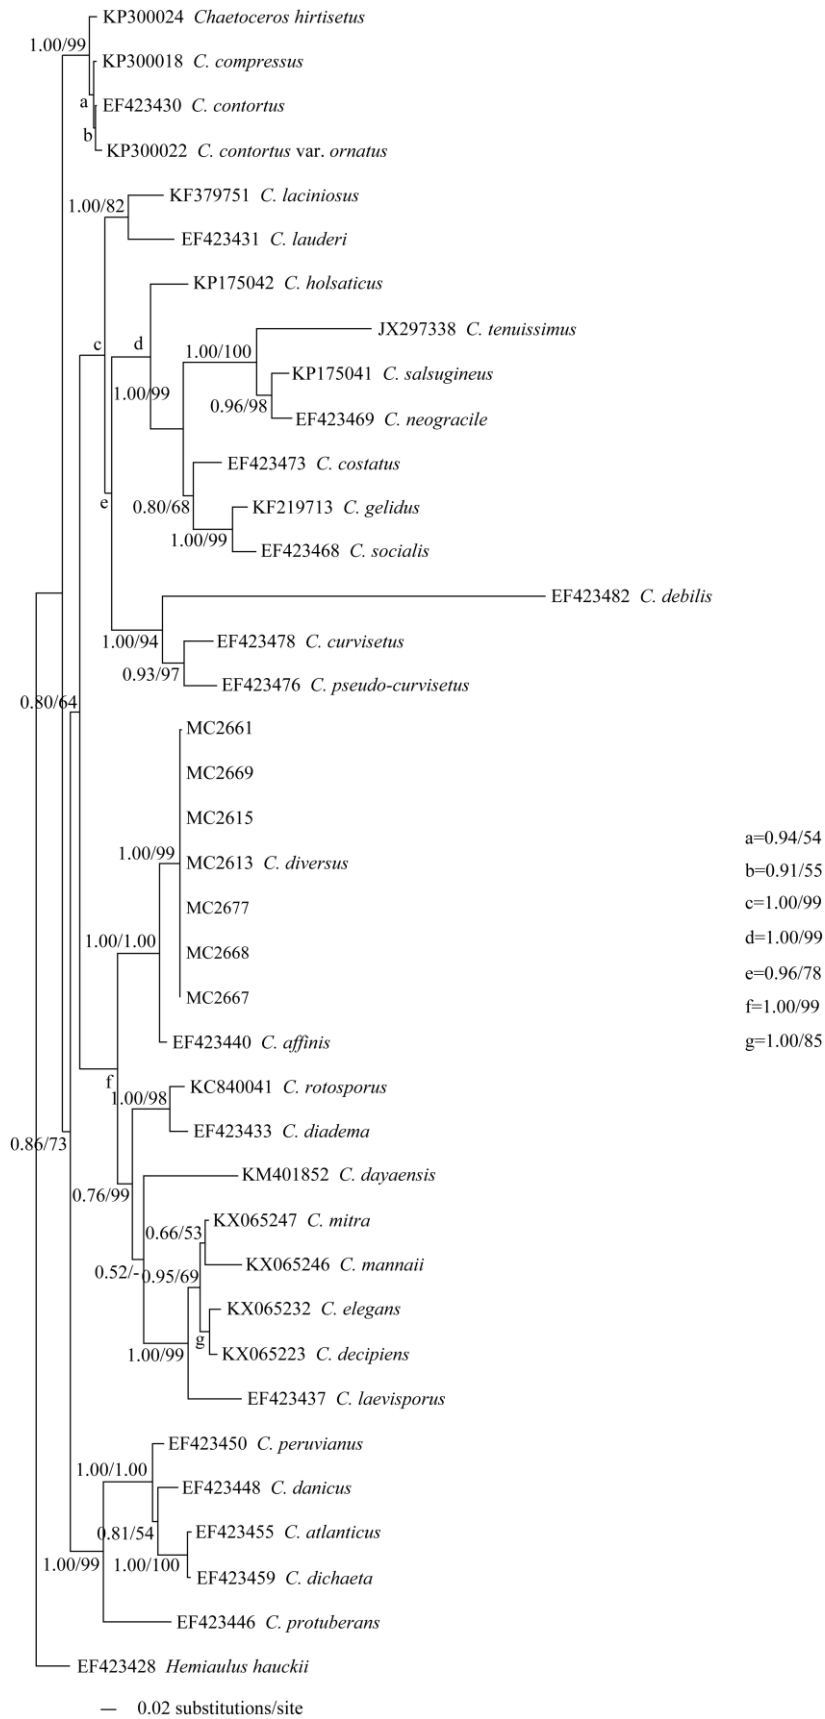 KP300024 Chaetoceros hirtisetus
1.00/99
KP300018 C. compressus
a
EF423430 C. contortus
b
KP300022 C. contortus var. ornatus
KF379751 C. laciniosus
1.00/82
EF423431 C. lauderi
KP175042 C. holsaticus
JX297338 C. tenuissimus
c
d
1.00/100
KP175041 C. salsugineus
1.00/99
0.96/98
EF423469 C. neogracile
EF423473 C. costatus
e
0.80/68
KF219713 C. gelidus
1.00/99
EF423468 C. socialis
EF423482 C. debilis
1.00/94
EF423478 C. curvisetus
0.93/97
EF423476 C. pseudo-curvisetus
0.80/64
MC2661
MC2669
MC2615
1.00/99
MC2613 C. diversus
MC2677
1.00/1.00
MC2668
MC2667
EF423440 C. affinis
f
KC840041 C. rotosporus
1.00/98
EF423433 C. diadema
0.86/73
KM401852 C. dayaensis
0.76/99
KX065247 C. mitra
0.66/53
KX065246 C. mannaii
0.52/-
0.95/69
KX065232 C. elegans
g
KX065223 C. decipiens
1.00/99
EF423437 C. laevisporus
EF423450 C. peruvianus
1.00/1.00
EF423448 C. danicus
0.81/54
EF423455 C. atlanticus
1.00/99
1.00/100
EF423459 C. dichaeta
EF423446 C. protuberans
EF423428 Hemiaulus hauckii
0.02 substitutions/site
a=0.94/54
b=0.91/55
c=1.00/99
d=1.00/99
e=0.96/78
f=1.00/99
g=1.00/85